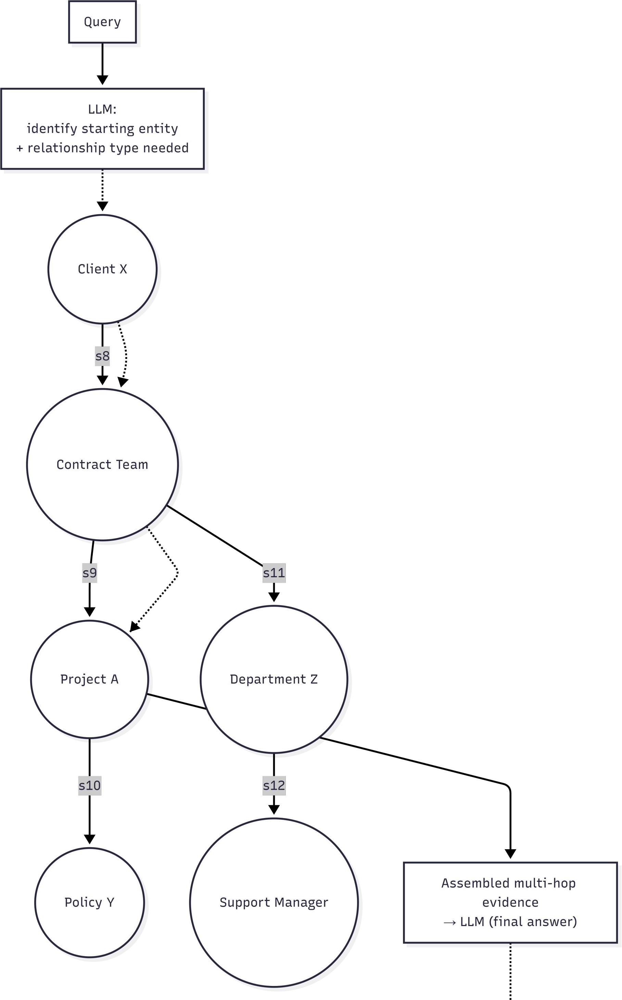 Query
LLM:
identify starting entity
+ relationship type needed
Client X
s8
Contract Team
s9
s11
Project A
Department Z
s10
s12
Policy Y
Support Manager
Assembled multi-hop
evidence
→ LLM (final answer)